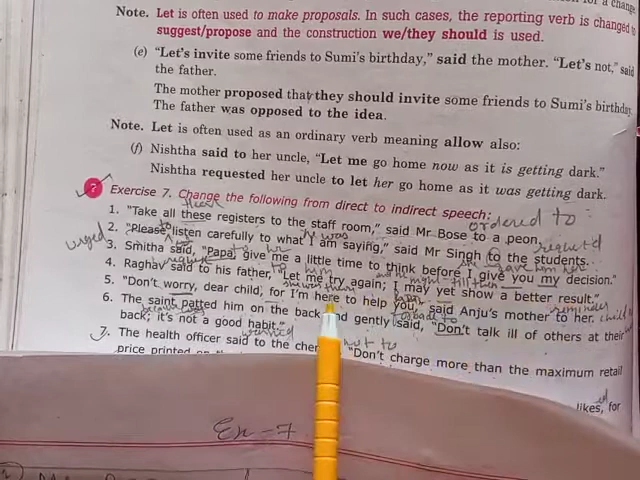 Note. Let is often used to make proposals. In such cases, the reporting verb is changed to
suggest/propose and the construction we/they should is used.
(e) "Let's invite some friends to Sumi's birthday," said the mother. "Let's not," said
the father.
The mother proposed that they should invite some friends to Sumi's birthday.
The father was opposed to the idea.
Note. Let is often used as an ordinary verb meaning allow also:
(f) Nishtha said to her uncle, "Let me go home now as it is getting dark."
Nishtha requested her uncle to let her go home as it was getting dark.
? Exercise 7. Change the following from direct to indirect speech:
ordered to
1. "Take all these registers to the staff room," said Mr Bose to a peon.
urged
2. "Please listen carefully to what I am saying," said Mr Singh to the students.
3. Smitha said, "Papa, give me a little time to think before I give you my decision."
4. Raghav said to his father, "Let me try again; I may yet show a better result."
to him
5. "Don't worry, dear child, for I'm here to help you," said Anju's mother to her.
6. The saint patted him on the back and gently said, "Don't talk ill of others at their
back; it's not a good habit."
not to
7. The health officer said to the "Don't charge more than the maximum retail
price printed
likes, for
Ex - 7